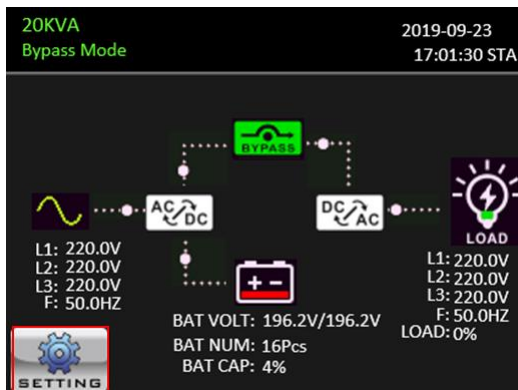 20KVA
Bypass Mode
2019-09-23
17:01:30 STA
BYPASS
AC DC
DC AC
LOAD
L1: 220.0V
L2: 220.0V
L3: 220.0V
F: 50.0HZ
BAT VOLT: 196.2V/196.2V
BAT NUM: 16Pcs
BAT CAP: 4%
L1: 220.0V
L2: 220.0V
L3: 220.0V
F: 50.0HZ
LOAD: 0%
SETTING